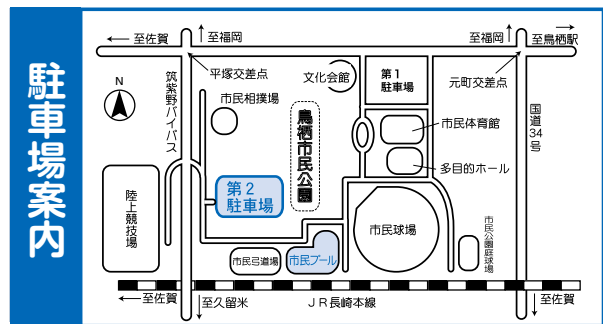 駐車場案内
至佐賀
至福岡
至福岡
至鳥栖駅
平塚交差点
元町交差点
N
筑紫野バイパス
国道34号
文化会館
第1
駐車場
市民相撲場
鳥栖市民公園
市民体育館
多目的ホール
陸上競技場
第2
駐車場
市民球場
市民公園庭球場
市民弓道場
市民プール
至佐賀
至久留米
JR長崎本線
至佐賀